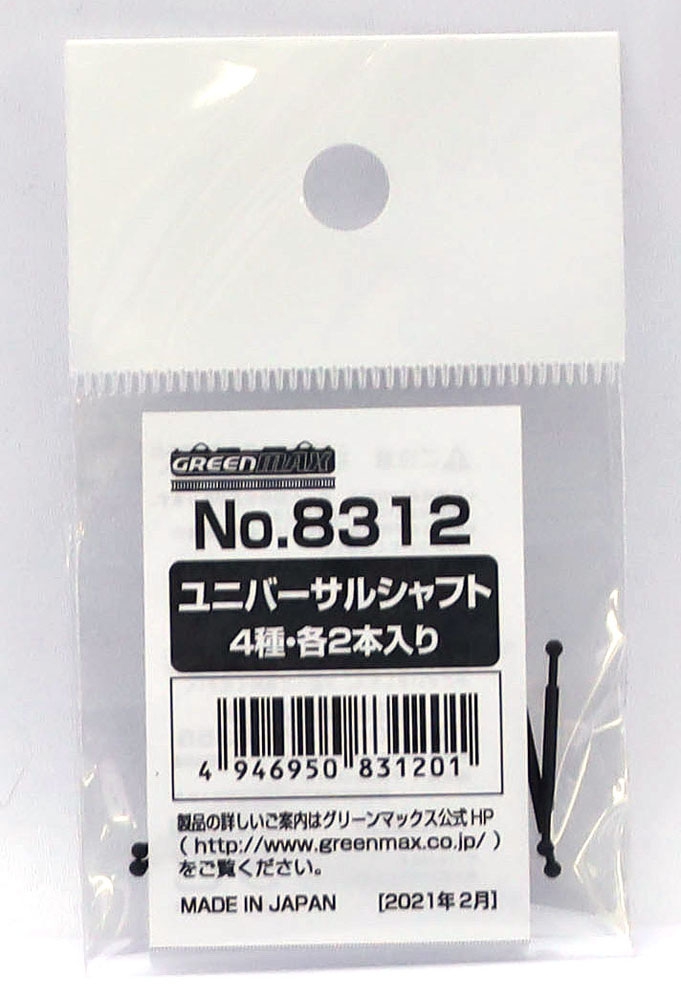 GREENMAX
No.8312
ユニバーサルシャフト
4種・各2本入り
4 946950 831201
製品の詳しいご案内はグリーンマックス公式HP
( http://www.greenmax.co.jp/ )
をご覧ください。
MADE IN JAPAN [2021年2月]